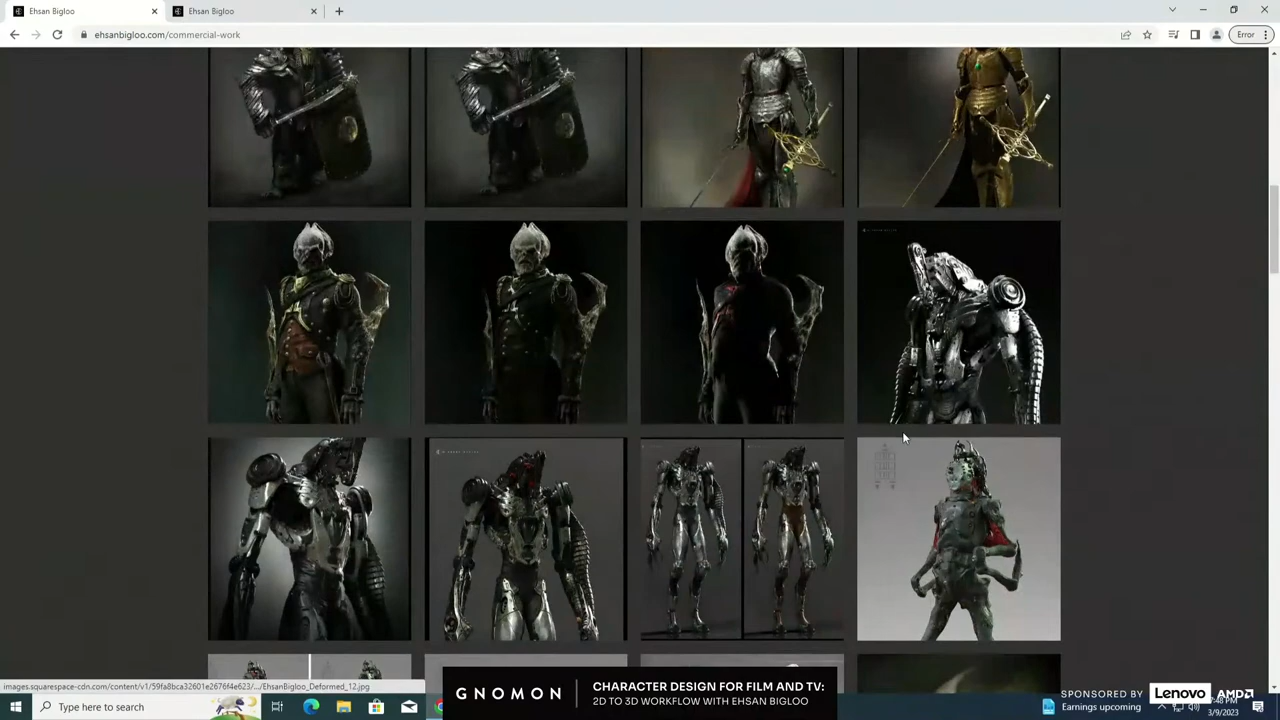 Ehsan Bigloo
Ehsan Bigloo
ehsanbigloo.com/commercial-work
Error
images.squarespace-cdn.com/content/v1/59fa8bca32601e2676f4e623/.../EhsanBigloo_Deformed_12.jpg
Type here to search
GNOMON
CHARACTER DESIGN FOR FILM AND TV:
2D TO 3D WORKFLOW WITH EHSAN BIGLOO
SPONSORED BY Lenovo AMD
Earnings upcoming
3/9/2023